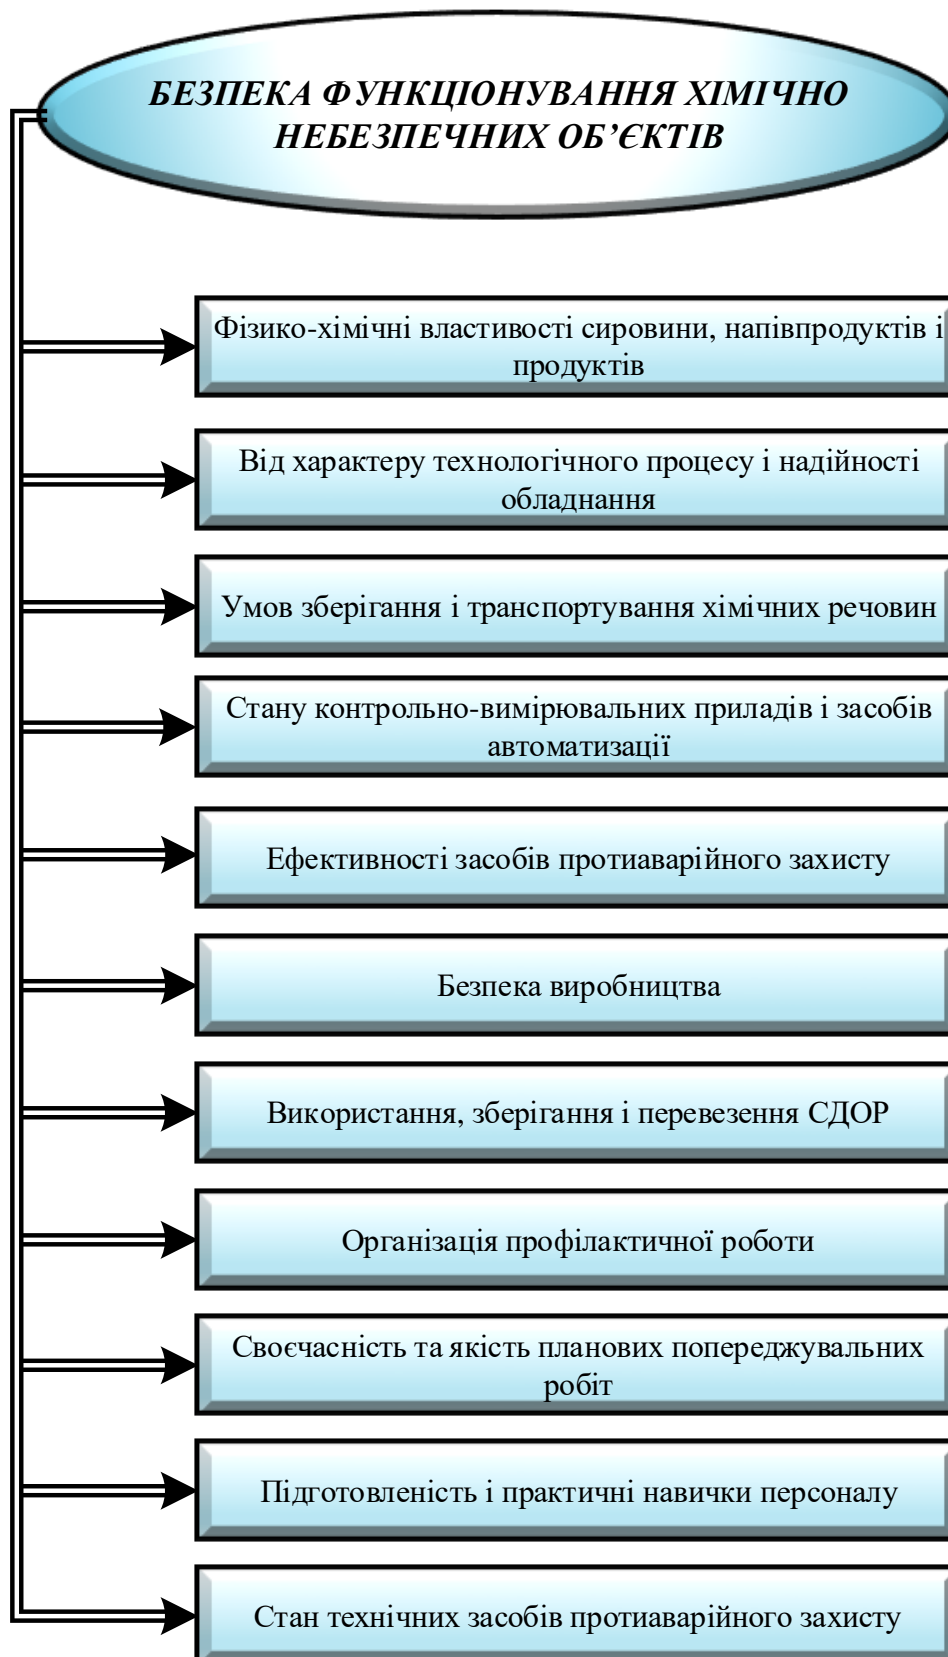 БЕЗПЕКА ФУНКЦІОНУВАННЯ ХІМІЧНО
НЕБЕЗПЕЧНИХ ОБ’ЄКТІВ
Фізико-хімічні властивості сировини, напівпродуктів і
продуктів
Від характеру технологічного процесу і надійності
обладнання
Умов зберігання і транспортування хімічних речовин
Стану контрольно-вимірювальних приладів і засобів
автоматизації
Ефективності засобів протиаварійного захисту
Безпека виробництва
Використання, зберігання і перевезення СДОР
Організація профілактичної роботи
Своєчасність та якість планових попереджувальних
робіт
Підготовленість і практичні навички персоналу
Стан технічних засобів протиаварійного захисту